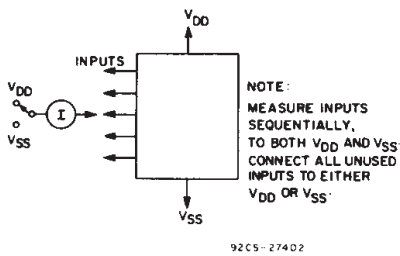 VDD
INPUTS
VDD
I
VSS
VSS
NOTE:
MEASURE INPUTS
SEQUENTIALLY,
TO BOTH VDD AND VSS.
CONNECT ALL UNUSED
INPUTS TO EITHER
VDD OR VSS.
92CS-27402